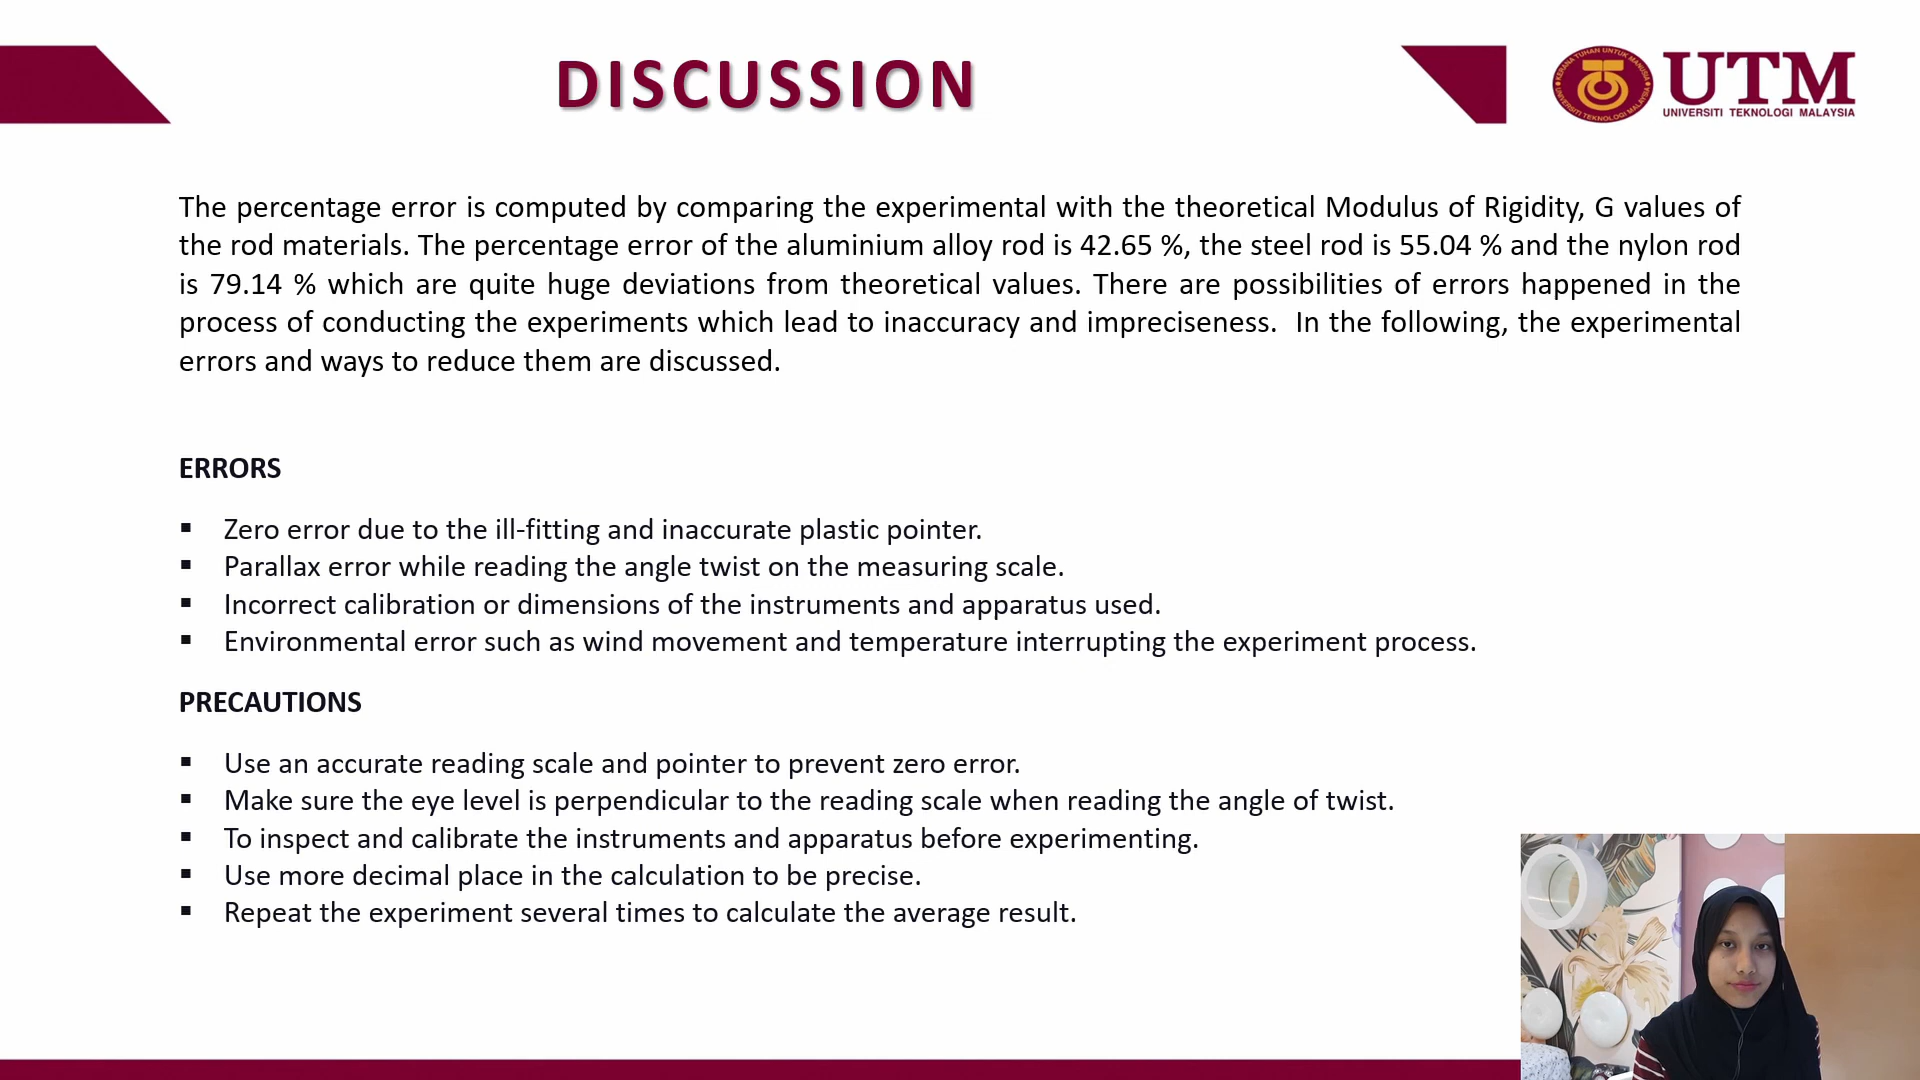 DISCUSSION
UTM
UNIVERSITI TEKNOLOGI MALAYSIA
The percentage error is computed by comparing the experimental with the theoretical Modulus of Rigidity, G values of
the rod materials. The percentage error of the aluminium alloy rod is 42.65 %, the steel rod is 55.04 % and the nylon rod
is 79.14 % which are quite huge deviations from theoretical values. There are possibilities of errors happened in the
process of conducting the experiments which lead to inaccuracy and impreciseness. In the following, the experimental
errors and ways to reduce them are discussed.
ERRORS
▪ Zero error due to the ill-fitting and inaccurate plastic pointer.
▪ Parallax error while reading the angle twist on the measuring scale.
▪ Incorrect calibration or dimensions of the instruments and apparatus used.
▪ Environmental error such as wind movement and temperature interrupting the experiment process.
PRECAUTIONS
▪ Use an accurate reading scale and pointer to prevent zero error.
▪ Make sure the eye level is perpendicular to the reading scale when reading the angle of twist.
▪ To inspect and calibrate the instruments and apparatus before experimenting.
▪ Use more decimal place in the calculation to be precise.
▪ Repeat the experiment several times to calculate the average result.